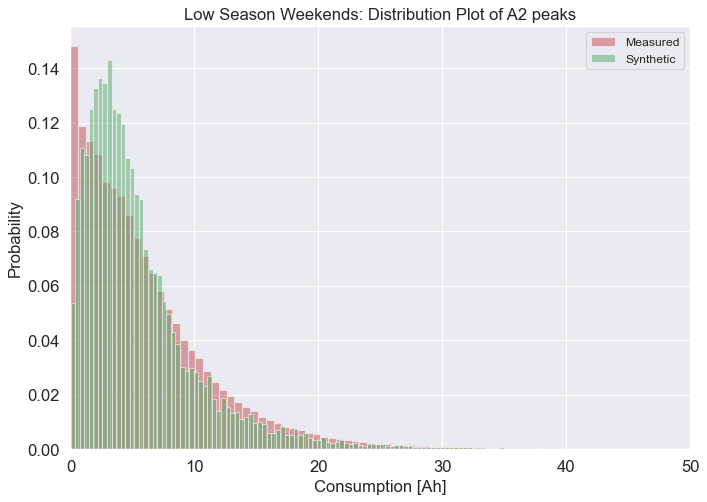 Low Season Weekends: Distribution Plot of A2 peaks
Measured
Synthetic
Probability
0.14
0.12
0.10
0.08
0.06
0.04
0.02
0.00
0 10 20 30 40 50
Consumption [Ah]